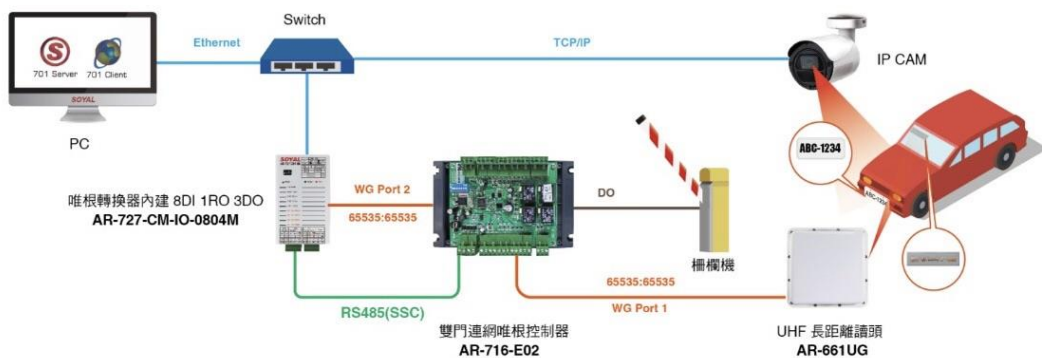 Switch
Ethernet
TCP/IP
IP CAM
701 Server
701 Client
SOYAL
PC
ABC-1234
SOYAL
唯根轉換器內建 8DI 1RO 3DO
AR-727-CM-IO-0804M
WG Port 2
65535:65535
DO
柵欄機
RS485(SSC)
65535:65535
WG Port 1
雙門連網唯根控制器
AR-716-E02
UHF 長距離讀頭
AR-661UG